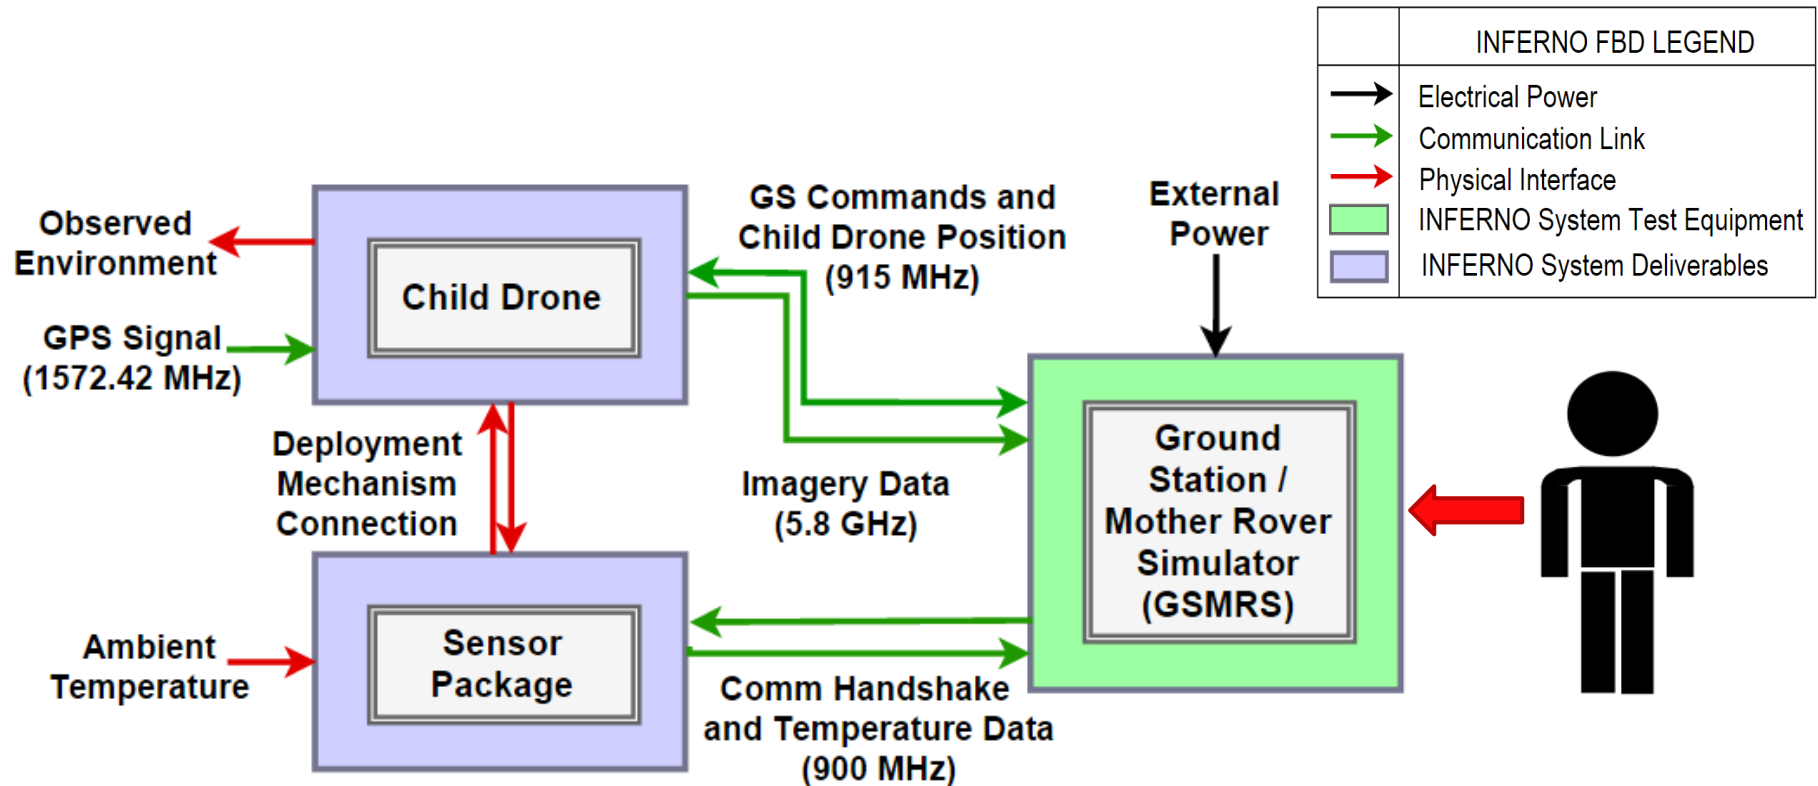 INFERNO FBD LEGEND
Electrical Power
Communication Link
Physical Interface
INFERNO System Test Equipment
INFERNO System Deliverables
Observed
Environment
GPS Signal
(1572.42 MHz)
Child Drone
GS Commands and
Child Drone Position
(915 MHz)
External
Power
Deployment
Mechanism
Connection
Imagery Data
(5.8 GHz)
Ground
Station /
Mother Rover
Simulator
(GSMRS)
Ambient
Temperature
Sensor
Package
Comm Handshake
and Temperature Data
(900 MHz)